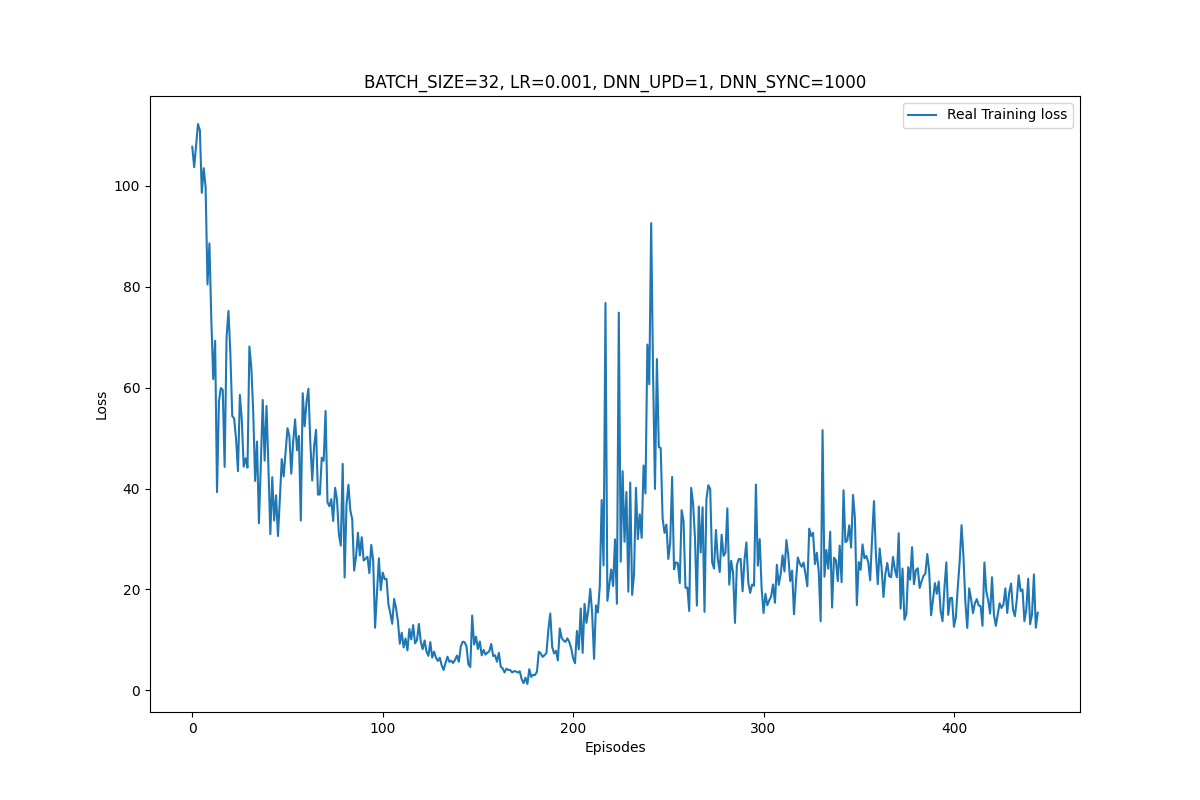 BATCH_SIZE=32, LR=0.001, DNN_UPD=1, DNN_SYNC=1000
Real Training loss
100
80
60
40
20
0
Loss
0 100 200 300 400
Episodes